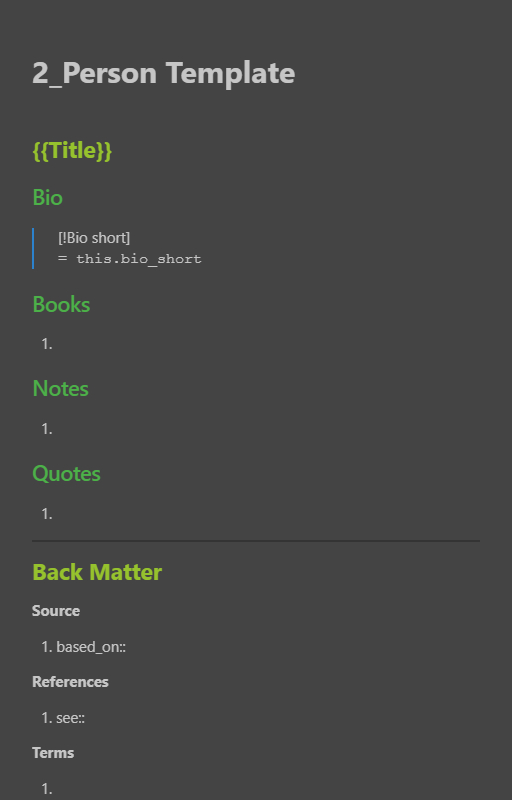 2_Person Template
{{Title}}
Bio
[!Bio short]
= this.bio_short
Books
1.
Notes
1.
Quotes
1.
Back Matter
Source
1. based_on::
References
1. see::
Terms
1.